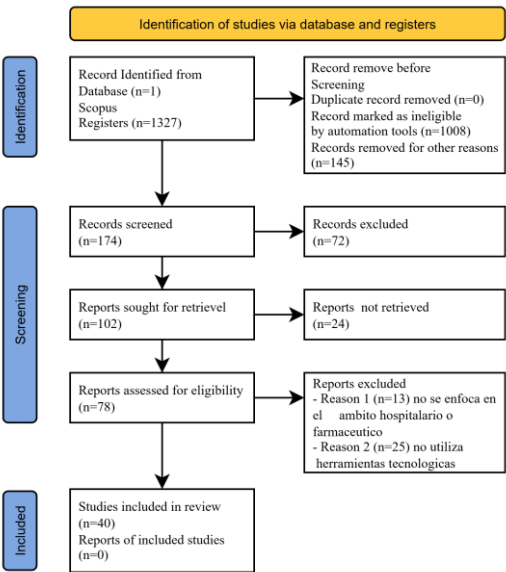 Identification of studies via database and registers
Identification
Record Identified from
Database (n=1)
Scopus
Registers (n=1327)
Record remove before
Screening
Duplicate record removed (n=0)
Record marked as ineligible
by automation tools (n=1008)
Records removed for other reasons
(n=145)
Screening
Records screened
(n=174)
Records excluded
(n=72)
Reports sought for retrievel
(n=102)
Reports not retrieved
(n=24)
Reports assessed for eligibility
(n=78)
Reports excluded
- Reason 1 (n=13) no se enfoca en
el ambito hospitalario o
farmaceutico
- Reason 2 (n=25) no utiliza
herramientas tecnologicas
Included
Studies included in review
(n=40)
Reports of included studies
(n=0)